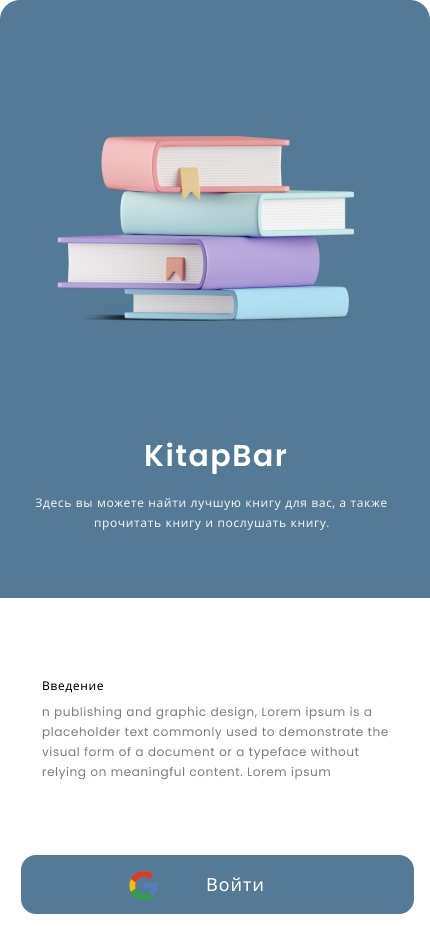 KitapBar
Здесь вы можете найти лучшую книгу для вас, а также
прочитать книгу и послушать книгу.
Введение
n publishing and graphic design, Lorem ipsum is a
placeholder text commonly used to demonstrate the
visual form of a document or a typeface without
relying on meaningful content. Lorem ipsum
Войти